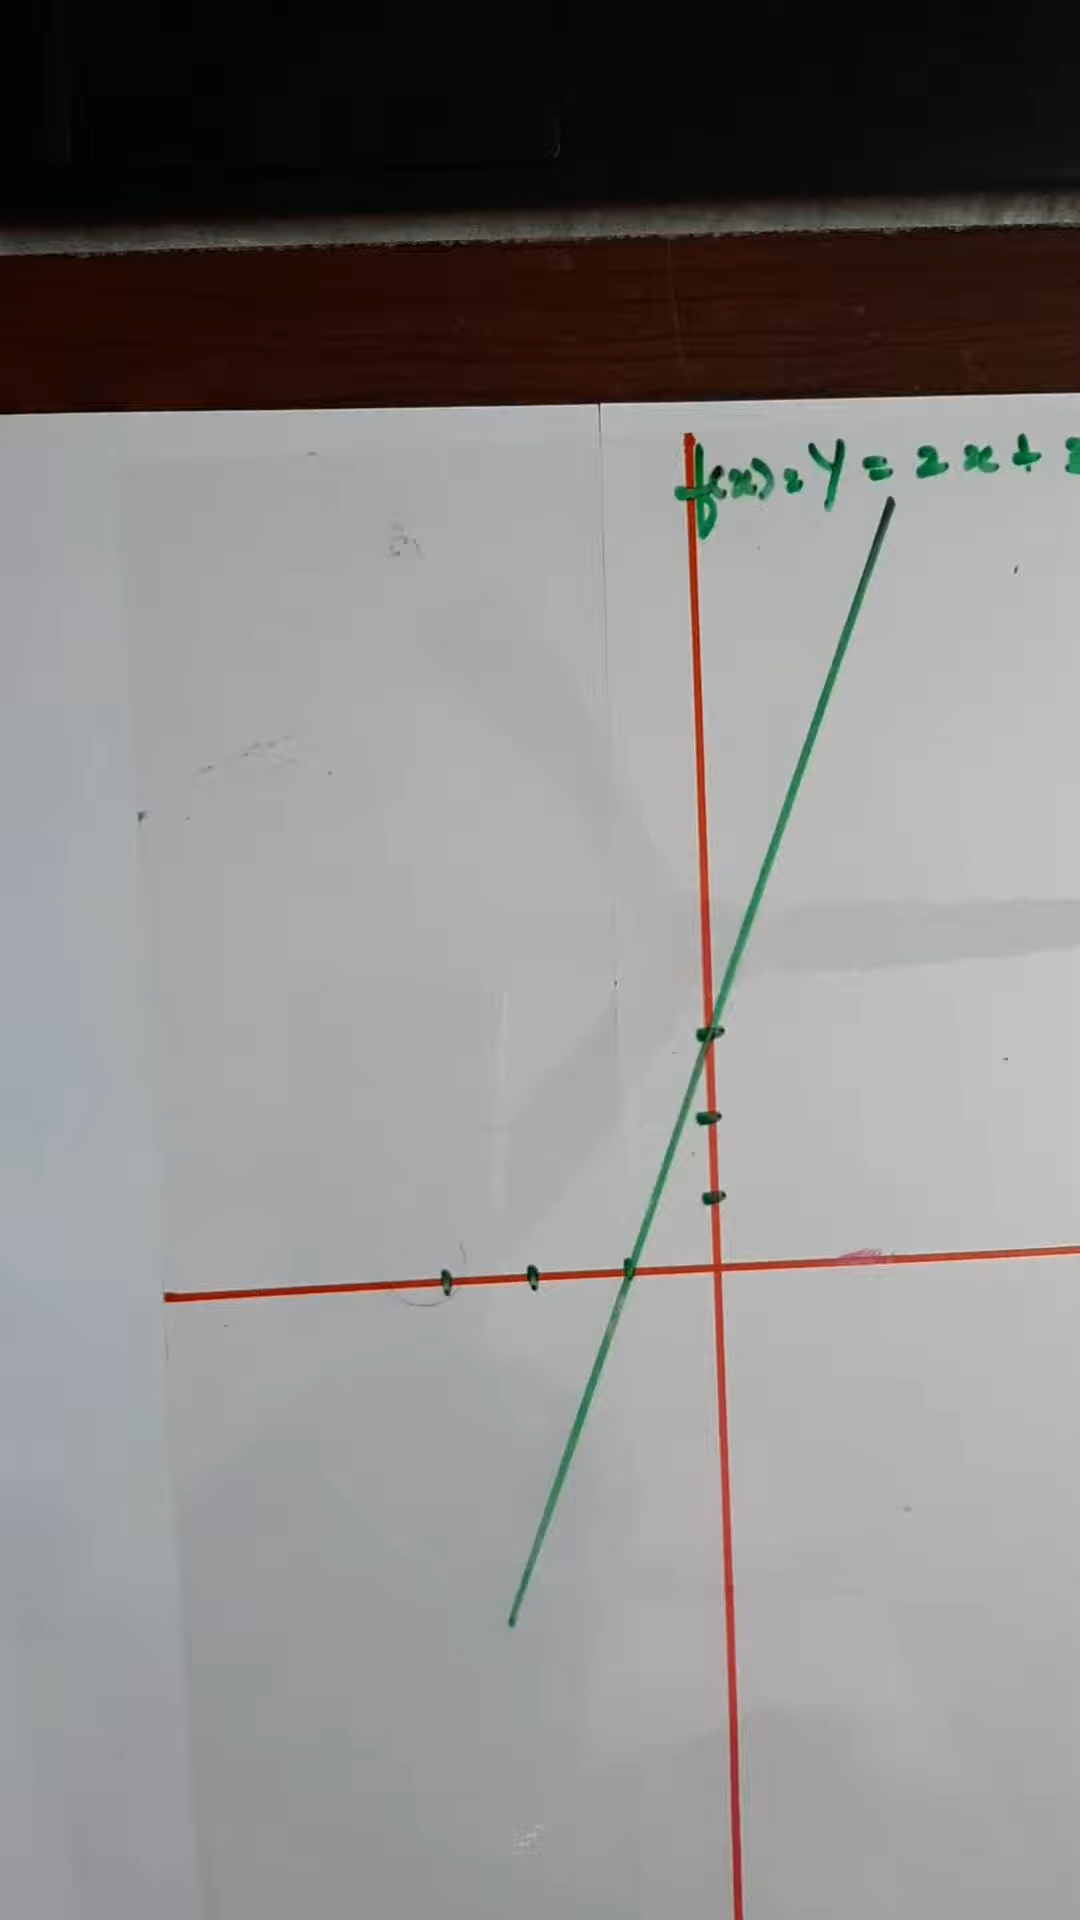 f(x) = y = 2x +